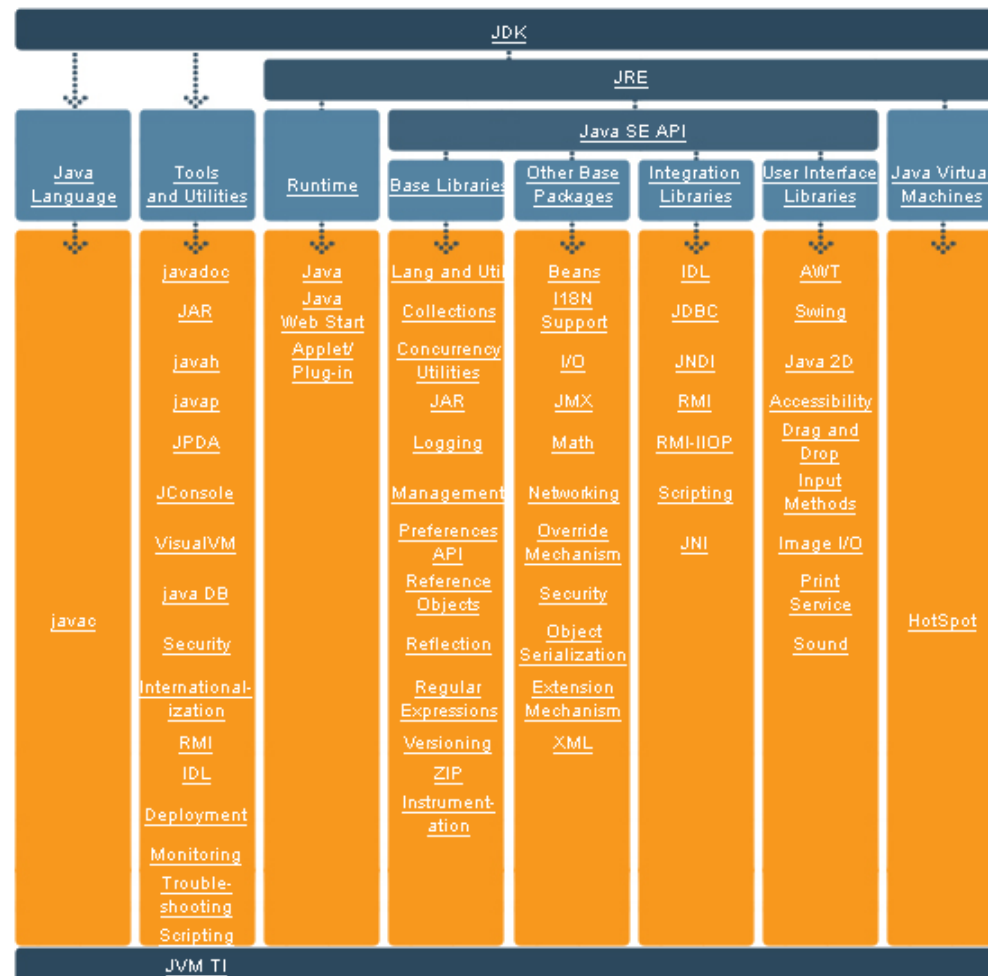 JDK
JRE
Java SE API
Java
Language
Tools
and Utilities
Runtime
Base Libraries
Other Base
Packages
Integration
Libraries
User Interface
Libraries
Java Virtual
Machines
javac
javadoc
JAR
javah
javap
JPDA
JConsole
VisualVM
java DB
Security
International-
ization
RMI
IDL
Deployment
Monitoring
Trouble-
shooting
Scripting
JVM TI
Java
Java
Web Start
Applet/
Plug-in
Lang and Util
Collections
Concurrency
Utilities
JAR
Logging
Management
Preferences
API
Reference
Objects
Reflection
Regular
Expressions
Versioning
ZIP
Instrument-
ation
Beans
I18N
Support
I/O
JMX
Math
Networking
Override
Mechanism
Security
Object
Serialization
Extension
Mechanism
XML
IDL
JDBC
JNDI
RMI
RMI-IIOP
Scripting
JNI
AWT
Swing
Java 2D
Accessibility
Drag and
Drop
Input
Methods
Image I/O
Print
Service
Sound
HotSpot